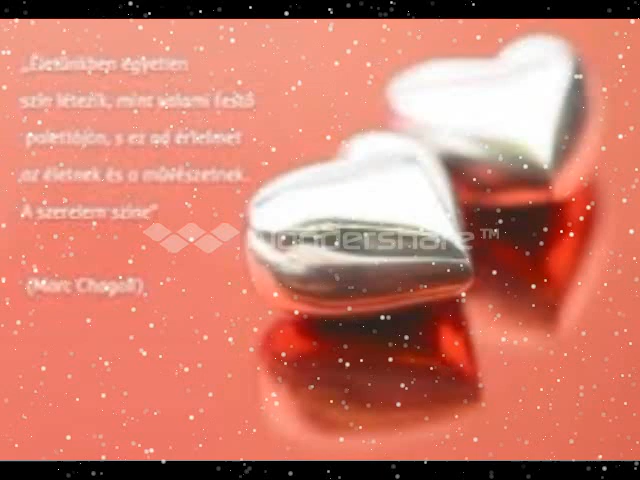 „Életünkben egyetlen
szín létezik, mint valami festő
palettáján, s ez ad értelmet
az életnek és a művészetnek.
A szerelem színe”
(Marc Chagall)
wondershare™